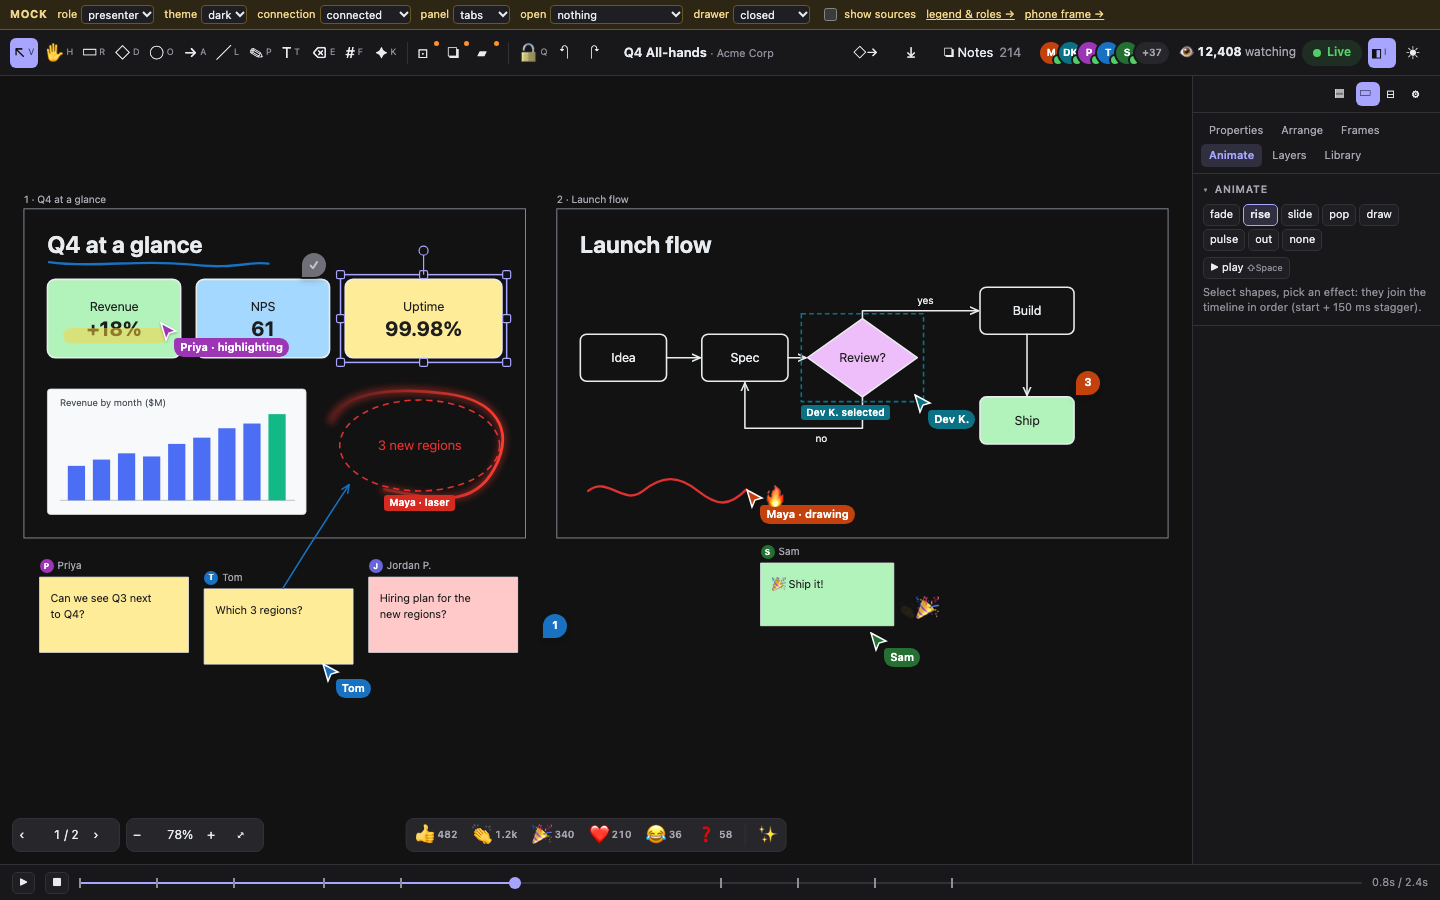 MOCK role presenter theme dark connection connected panel tabs open nothing drawer closed show sources legend & roles → phone frame →
V H R D O A L P T T E # F K Q Q4 All-hands · Acme Corp Notes 214 M DK P T S +37 12,408 watching Live
Properties Arrange Frames
Animate Layers Library
ANIMATE
fade rise slide pop draw
pulse out none
play ⇧Space
Select shapes, pick an effect: they join the
timeline in order (start + 150 ms stagger).
1 · Q4 at a glance
Q4 at a glance
Revenue
+18%
NPS
61
Uptime
99.98%
Priya · highlighting
Revenue by month ($M)
3 new regions
Maya · laser
2 · Launch flow
Launch flow
Idea
Spec
Review?
yes
Build
no
Ship
3
Dev K. selected
Dev K.
Maya · drawing
P Priya
Can we see Q3 next
to Q4?
T Tom
Which 3 regions?
Tom
J Jordan P.
Hiring plan for the
new regions?
1
S Sam
🎉 Ship it!
Sam
‹ 1 / 2 ›
− 78% +
👍 482 👏 1.2k 🎉 340 ❤️ 210 😂 36 ❓ 58 ✨
0.8s / 2.4s